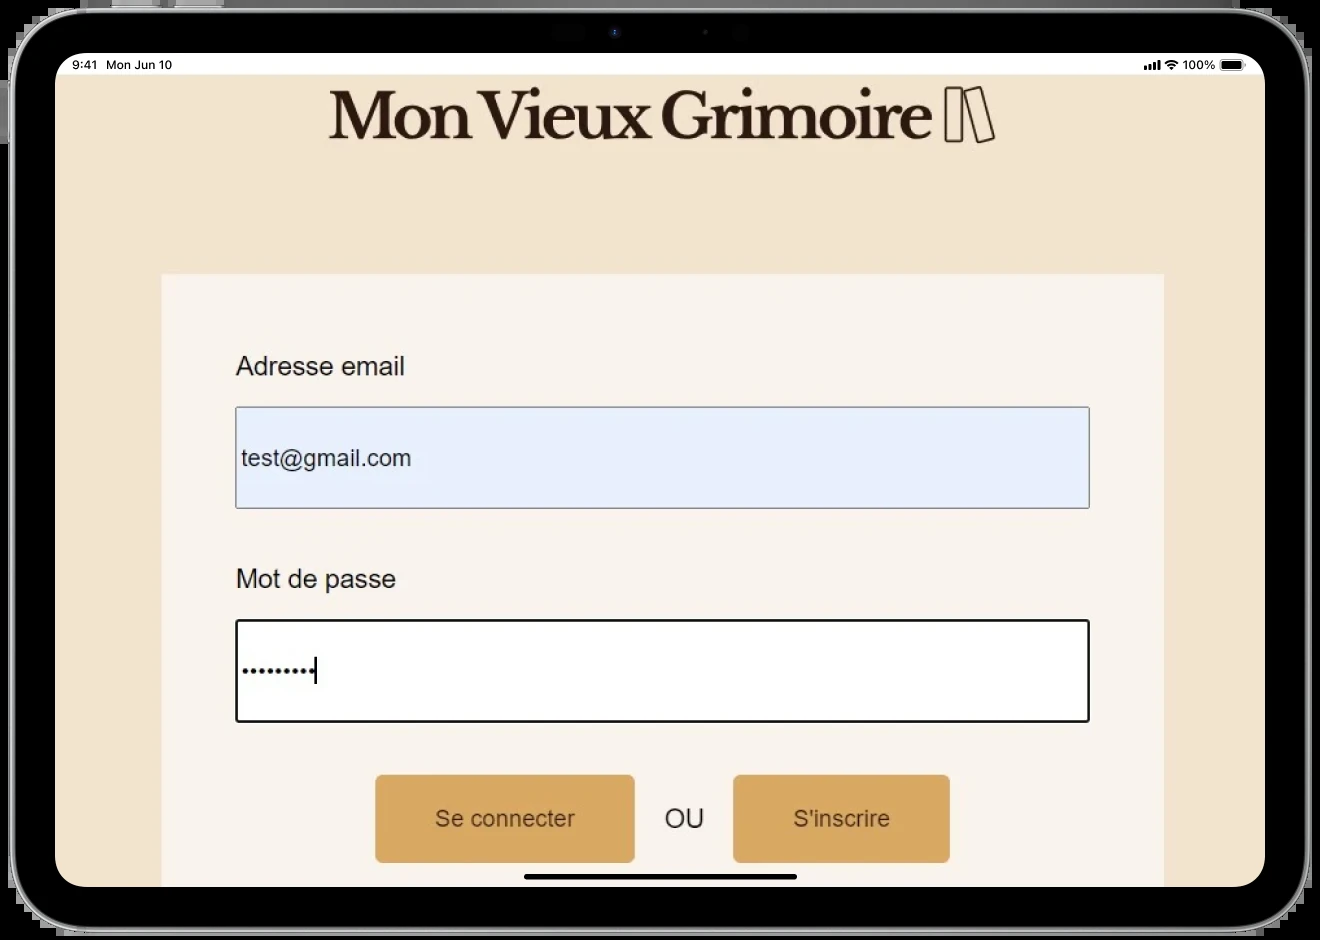 9:41 Mon Jun 10 100%
Mon Vieux Grimoire
Adresse email
test@gmail.com
Mot de passe
•••••••••
Se connecter OU S'inscrire